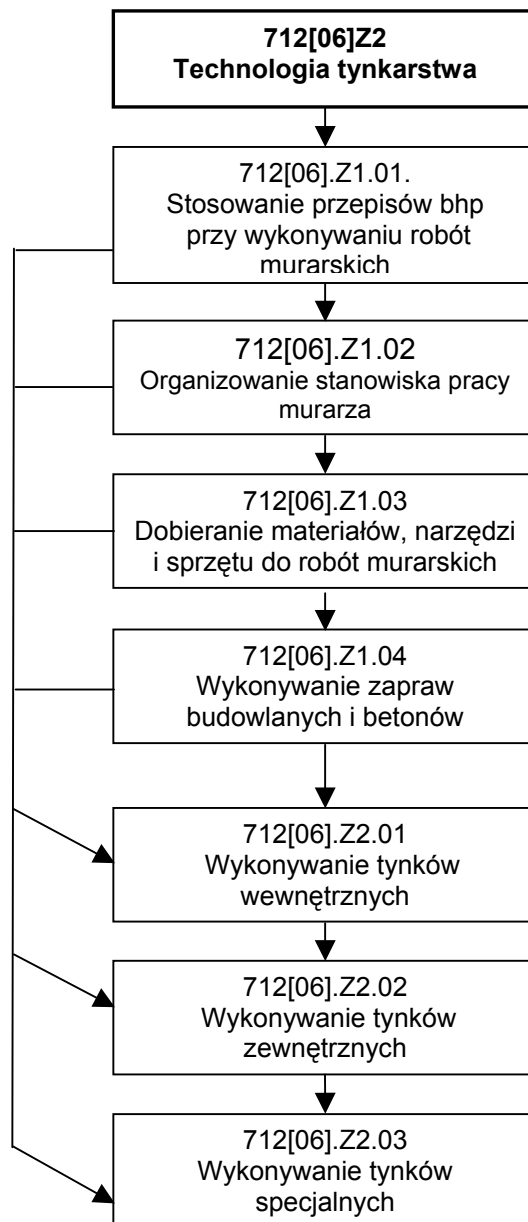 712[06]Z2
Technologia tynkarstwa
712[06].Z1.01.
Stosowanie przepisów bhp
przy wykonywaniu robót
murarskich
712[06].Z1.02
Organizowanie stanowiska pracy
murarza
712[06].Z1.03
Dobieranie materiałów, narzędzi
i sprzętu do robót murarskich
712[06].Z1.04
Wykonywanie zapraw
budowlanych i betonów
712[06].Z2.01
Wykonywanie tynków
wewnętrznych
712[06].Z2.02
Wykonywanie tynków
zewnętrznych
712[06].Z2.03
Wykonywanie tynków
specjalnych